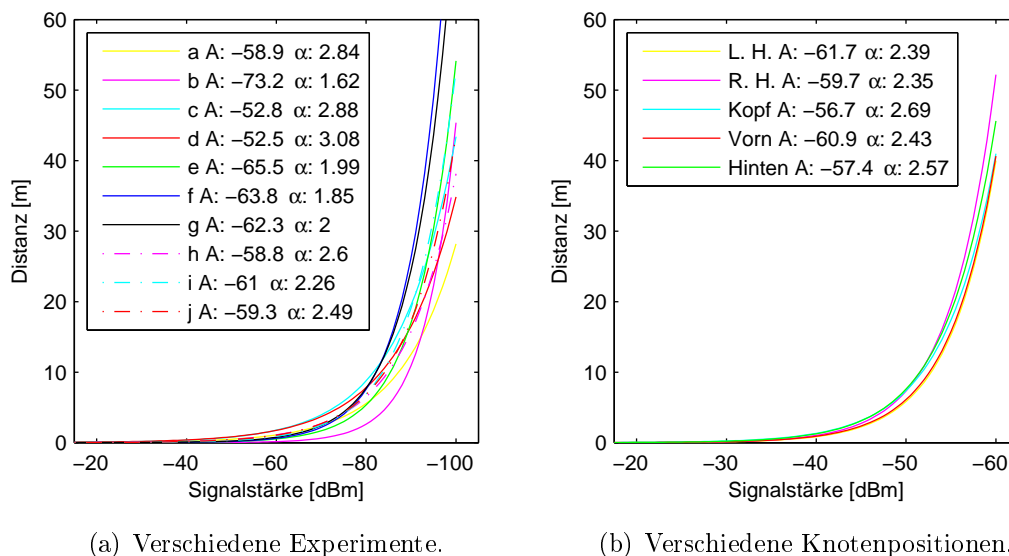 60
50
40
30
20
10
0
Distanz [m]
a A: −58.9 α: 2.84
b A: −73.2 α: 1.62
c A: −52.8 α: 2.88
d A: −52.5 α: 3.08
e A: −65.5 α: 1.99
f A: −63.8 α: 1.85
g A: −62.3 α: 2
h A: −58.8 α: 2.6
i A: −61 α: 2.26
j A: −59.3 α: 2.49
−20 −40 −60 −80 −100
Signalstärke [dBm]
(a) Verschiedene Experimente.
60
50
40
30
20
10
0
Distanz [m]
L. H. A: −61.7 α: 2.39
R. H. A: −59.7 α: 2.35
Kopf A: −56.7 α: 2.69
Vorn A: −60.9 α: 2.43
Hinten A: −57.4 α: 2.57
−20 −30 −40 −50 −60
Signalstärke [dBm]
(b) Verschiedene Knotenpositionen.